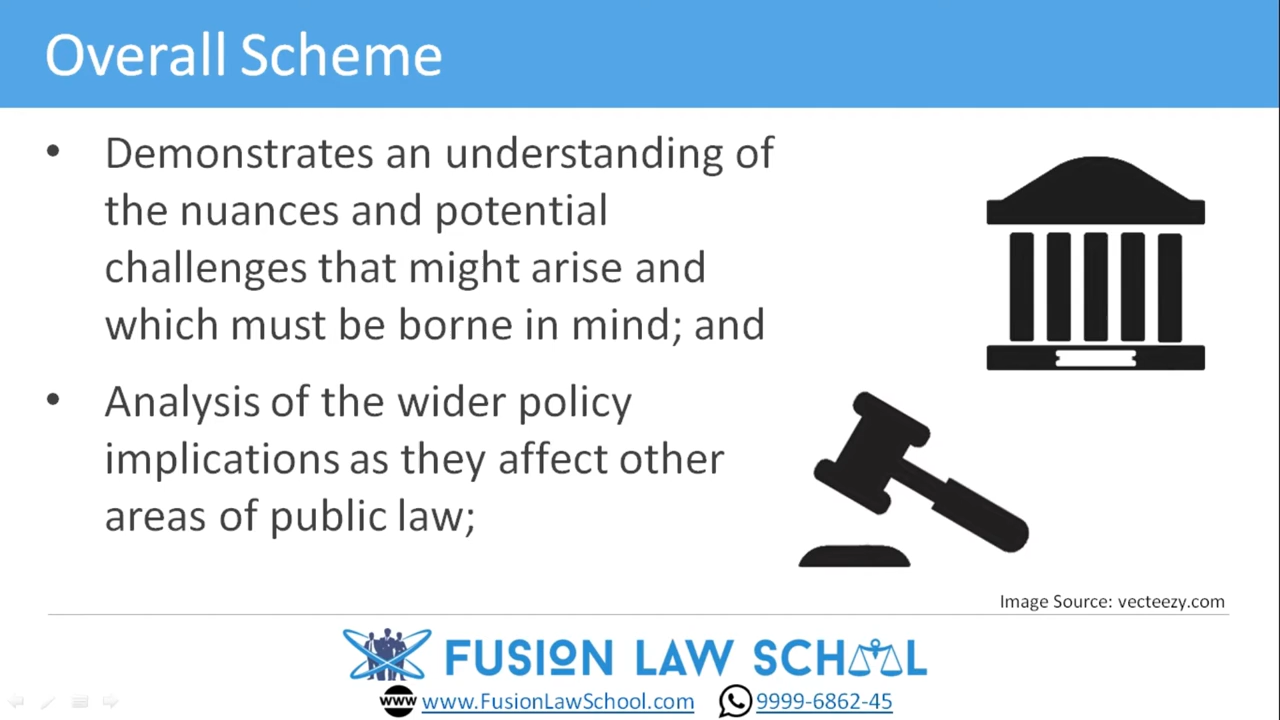 Overall Scheme
• Demonstrates an understanding of
the nuances and potential
challenges that might arise and
which must be borne in mind; and
• Analysis of the wider policy
implications as they affect other
areas of public law;
Image Source: vecteezy.com
FUSION LAW SCHOOL
www www.FusionLawSchool.com 9999-6862-45